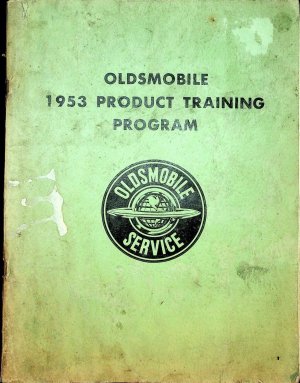 OLDSMOBILE
1953 PRODUCT TRAINING
PROGRAM
OLDSMOBILE
SERVICE